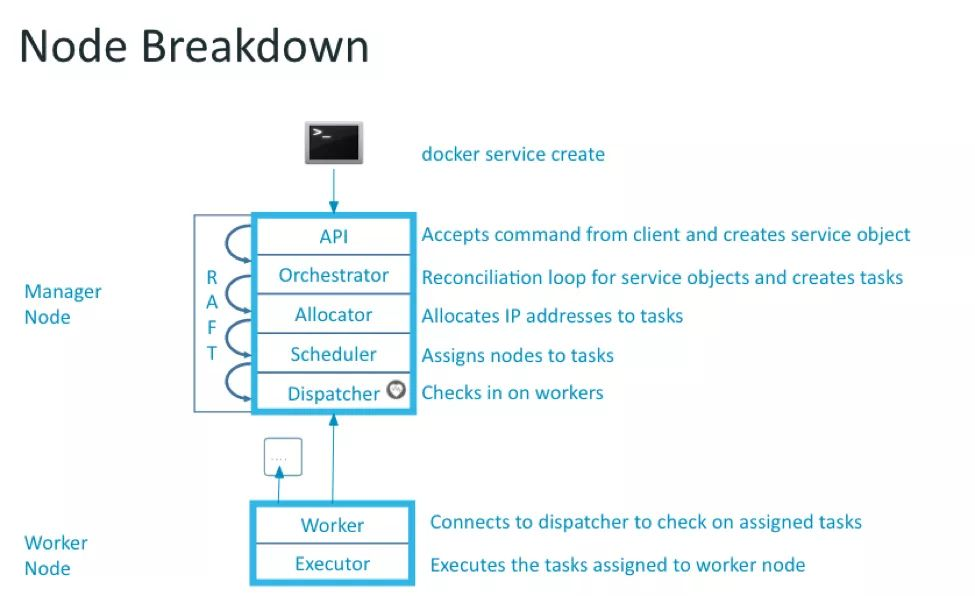 Node Breakdown
>_
docker service create
API
Accepts command from client and creates service object
Orchestrator
Reconciliation loop for service objects and creates tasks
Manager
Node
R
A
F
T
Allocator
Allocates IP addresses to tasks
Scheduler
Assigns nodes to tasks
Dispatcher
Checks in on workers
....
Worker
Connects to dispatcher to check on assigned tasks
Worker
Node
Executor
Executes the tasks assigned to worker node